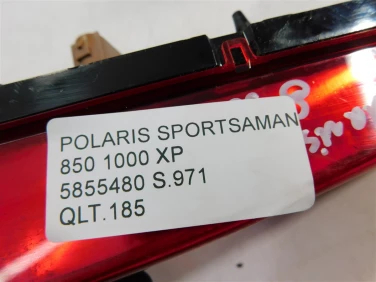 POLARIS SPORTSAMAN
850 1000 XP
5855480 S.971
QLT.185